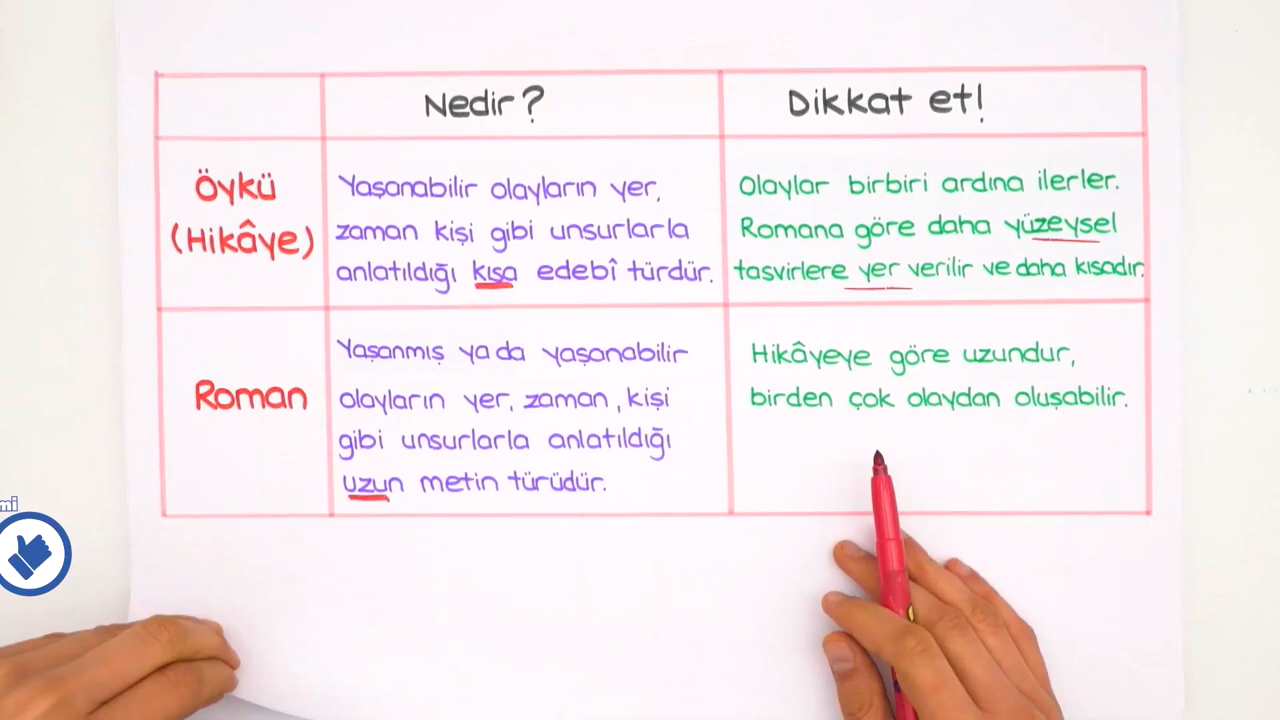 Nedir?
Dikkat et!
Öykü
(Hikâye)
Yaşanabilir olayların yer,
zaman kişi gibi unsurlarla
anlatıldığı kısa edebî türdür.
Olaylar birbiri ardına ilerler.
Romana göre daha yüzeysel
tasvirlere yer verilir ve daha kısadır.
Roman
Yaşanmış ya da yaşanabilir
olayların yer, zaman, kişi
gibi unsurlarla anlatıldığı
uzun metin türüdür.
Hikâyeye göre uzundur,
birden çok olaydan oluşabilir.
mi